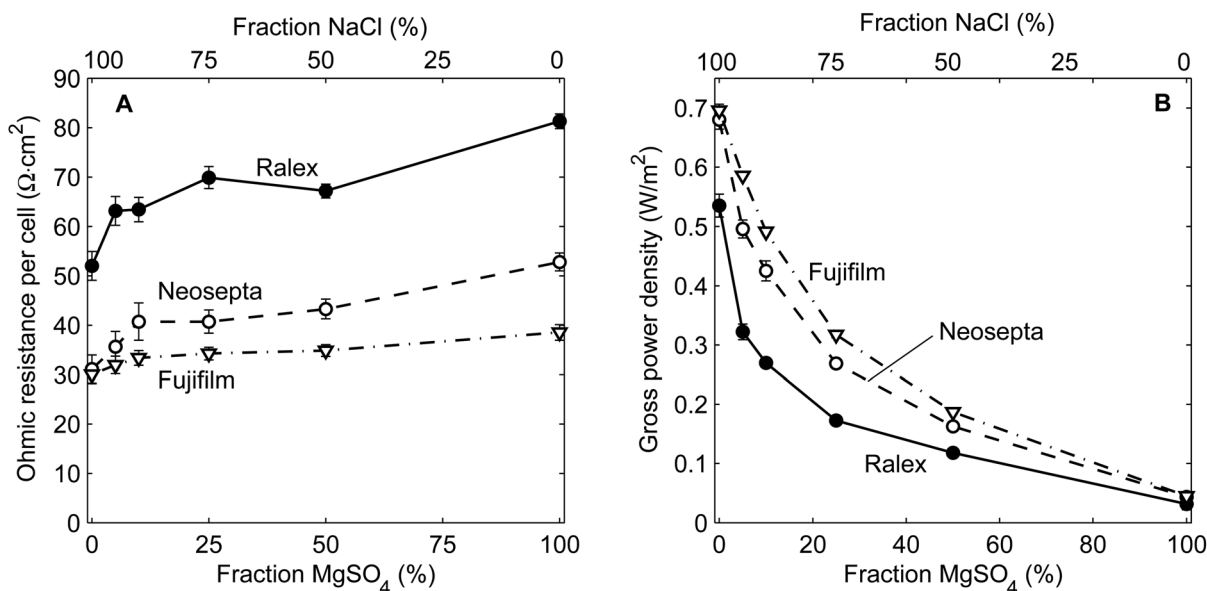 Fraction NaCl (%)
100 75 50 25 0
90
80
70
60
50
40
30
20
10
0
Ohmic resistance per cell (Ω·cm²)
A
Ralex
Neosepta
Fujifilm
0 25 50 75 100
Fraction MgSO₄ (%)
Fraction NaCl (%)
100 75 50 25 0
0.7
0.6
0.5
0.4
0.3
0.2
0.1
0
Gross power density (W/m²)
B
Fujifilm
Neosepta
Ralex
0 20 40 60 80 100
Fraction MgSO₄ (%)